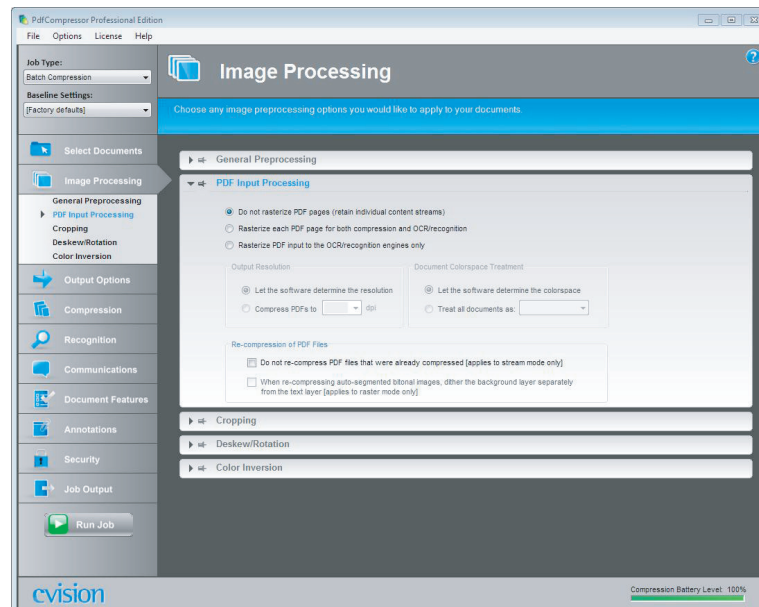 PdfCompressor Professional Edition
File Options License Help
Job Type:
Batch Compression
Baseline Settings:
[Factory defaults]
Image Processing
?
Choose any image preprocessing options you would like to apply to your documents.
Select Documents
Image Processing
General Preprocessing
PDF Input Processing
Cropping
Deskew/Rotation
Color Inversion
Output Options
Compression
Recognition
Communications
Document Features
Annotations
Security
Job Output
Run Job
General Preprocessing
PDF Input Processing
Do not rasterize PDF pages (retain individual content streams)
Rasterize each PDF page for both compression and OCR/recognition
Rasterize PDF input to the OCR/recognition engines only
Output Resolution
Let the software determine the resolution
Compress PDFs to dpi
Document Colorspace Treatment
Let the software determine the colorspace
Treat all documents as:
Re-compression of PDF Files
Do not re-compress PDF files that were already compressed [applies to stream mode only]
When re-compressing auto-segmented bitonal images, dither the background layer separately
from the text layer [applies to raster mode only]
Cropping
Deskew/Rotation
Color Inversion
cvision
Compression Battery Level: 100%